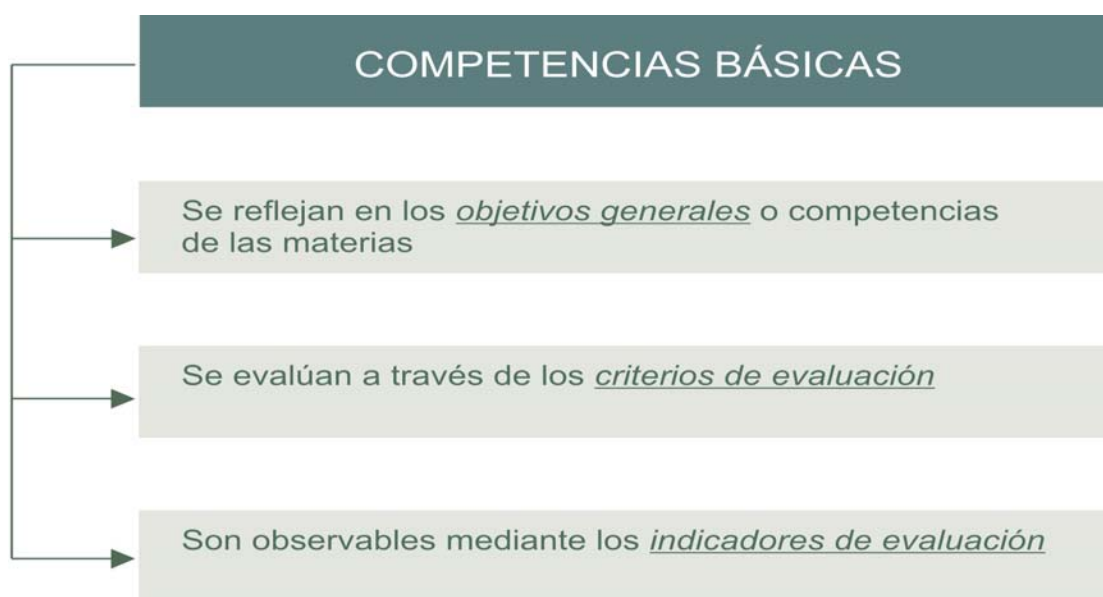 COMPETENCIAS BÁSICAS
Se reflejan en los objetivos generales o competencias
de las materias
Se evalúan a través de los criterios de evaluación
Son observables mediante los indicadores de evaluación